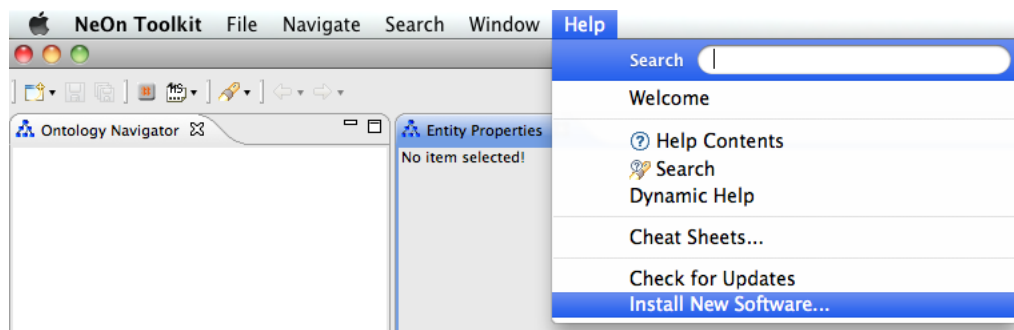 NeOn Toolkit File Navigate Search Window Help
Search
Welcome
Ontology Navigator
Entity Properties
No item selected!
Help Contents
Search
Dynamic Help
Cheat Sheets...
Check for Updates
Install New Software...